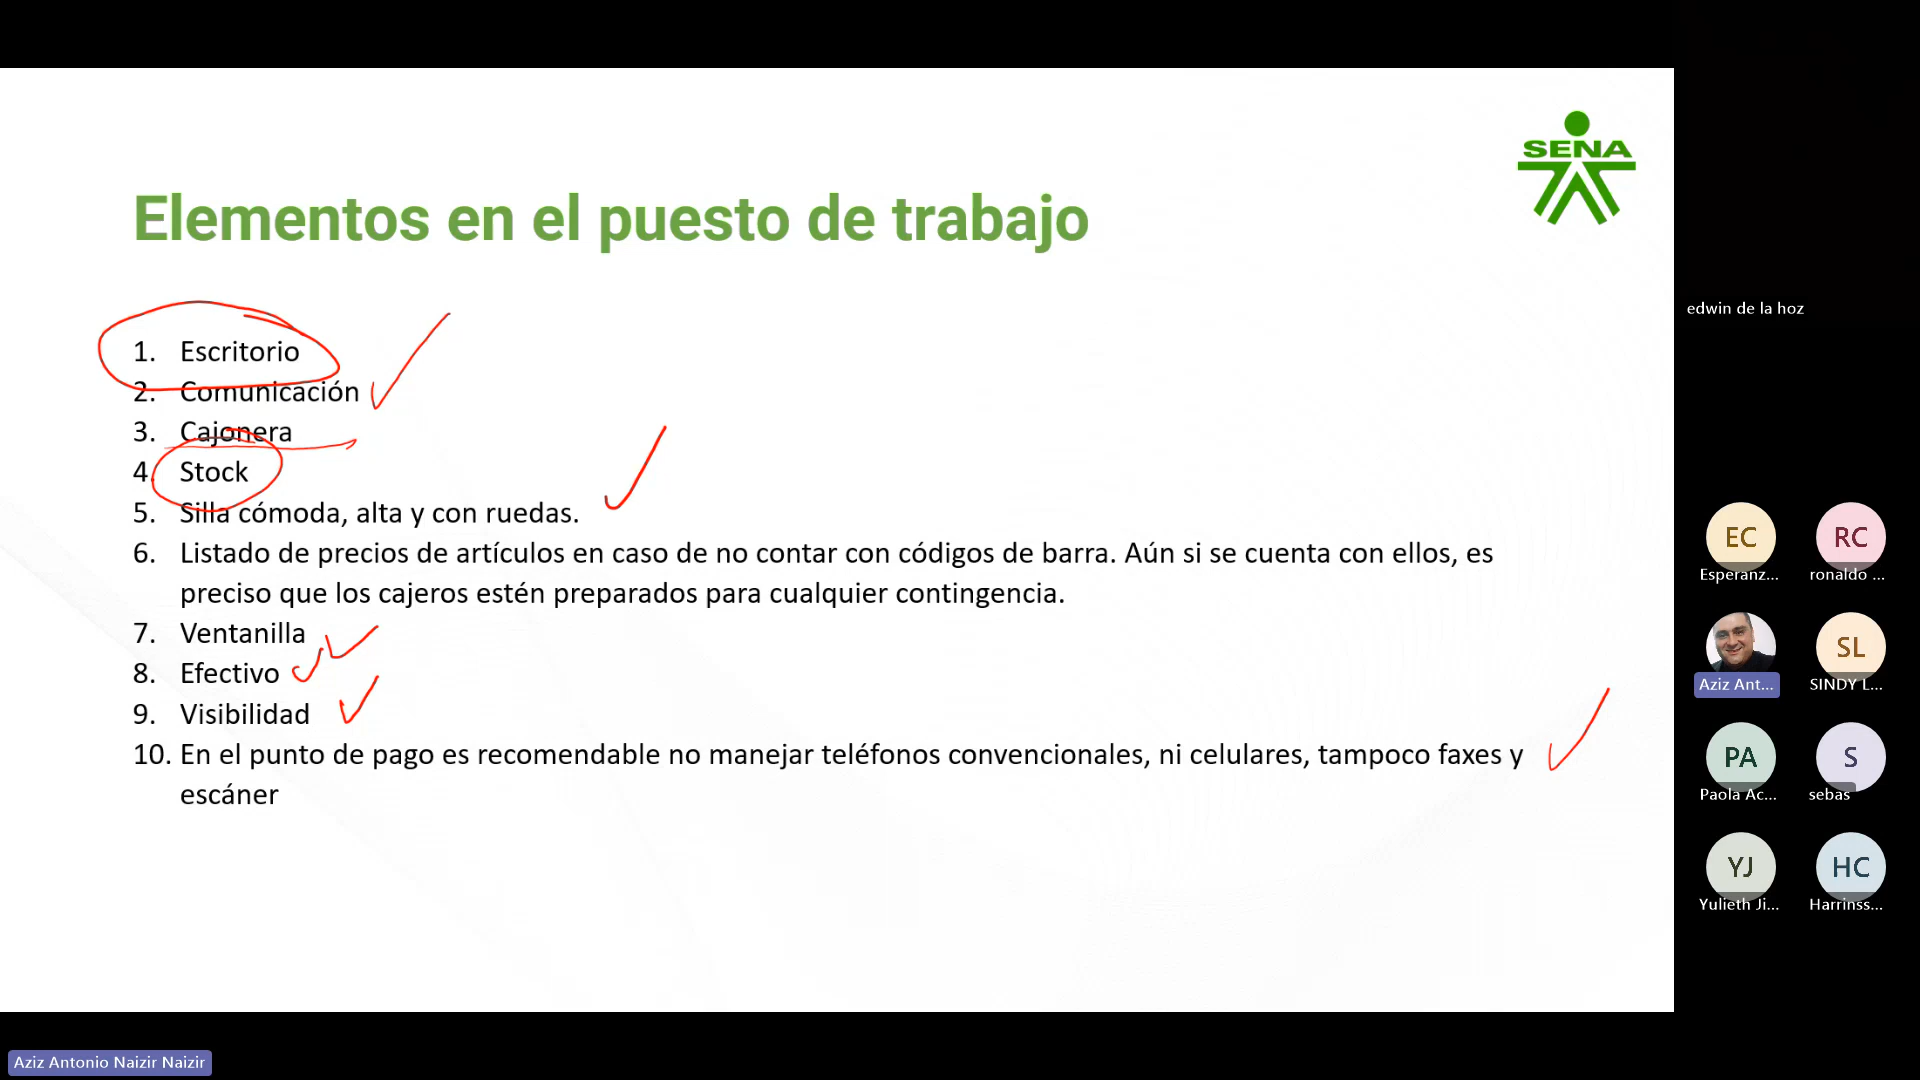 SENA
Elementos en el puesto de trabajo
1. Escritorio
2. Comunicación
3. Cajonera
4. Stock
5. Silla cómoda, alta y con ruedas.
6. Listado de precios de artículos en caso de no contar con códigos de barra. Aún si se cuenta con ellos, es
preciso que los cajeros estén preparados para cualquier contingencia.
7. Ventanilla
8. Efectivo
9. Visibilidad
10. En el punto de pago es recomendable no manejar teléfonos convencionales, ni celulares, tampoco faxes y
escáner
edwin de la hoz
EC RC
Esperanz... ronaldo ...
SL
Aziz Ant... SINDY L...
PA S
Paola Ac... sebas
YJ HC
Yulieth Ji... Harrinss...
Aziz Antonio Naizir Naizir